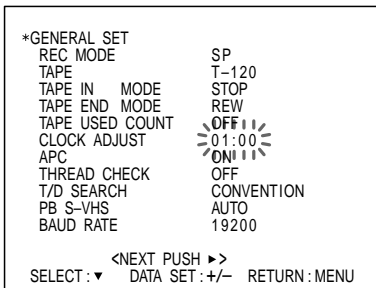 *GENERAL SET
REC MODE SP
TAPE T–120
TAPE IN MODE STOP
TAPE END MODE REW
TAPE USED COUNT OFF
CLOCK ADJUST 01:00
APC ON
THREAD CHECK OFF
T/D SEARCH CONVENTION
PB S–VHS AUTO
BAUD RATE 19200
<NEXT PUSH ►>
SELECT:▼ DATA SET:+/– RETURN:MENU